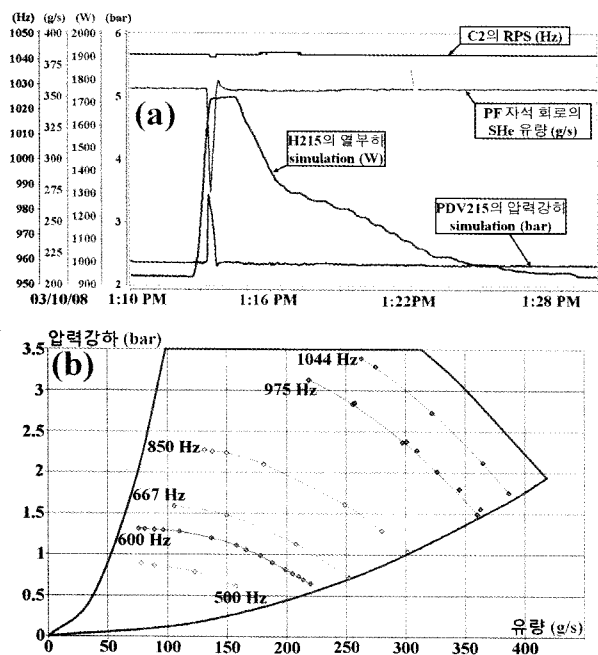 (Hz) (g/s) (W) (bar)
1050 400 2000 6
1040 375 1900
1030 350 1800
1020 325 1700 5
1010 300 1600
1000 1500 4
990 275 1400
980 250 1300 3
970 1200
960 225 1100
950 200 1000 2
900
(a)
C2의 RPS (Hz)
PF 자석 회로의
SHe 유량 (g/s)
H215의 열부하
simulation (W)
PDV215의 압력강하
simulation (bar)
03/10/08 1:10 PM 1:16 PM 1:22PM 1:28 PM
압력강하 (bar)
(b)
3.5
3
2.5
2
1.5
1
0.5
0
1044 Hz
975 Hz
850 Hz
667 Hz
600 Hz
500 Hz
0 50 100 150 200 250 300 350 400
유량 (g/s)